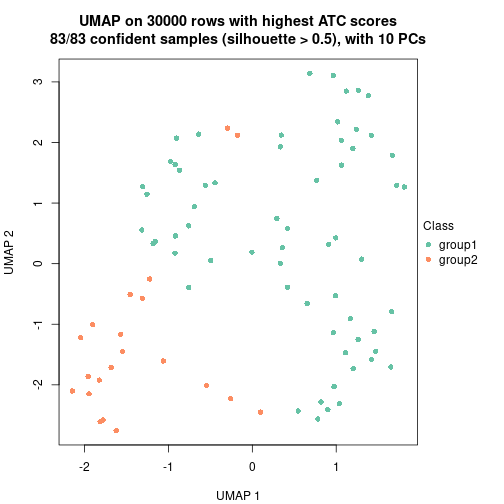 UMAP on 30000 rows with highest ATC scores
83/83 confident samples (silhouette > 0.5), with 10 PCs
3
2
1
0
-1
-2
UMAP 2
-2 -1 0 1
UMAP 1
Class
group1
group2